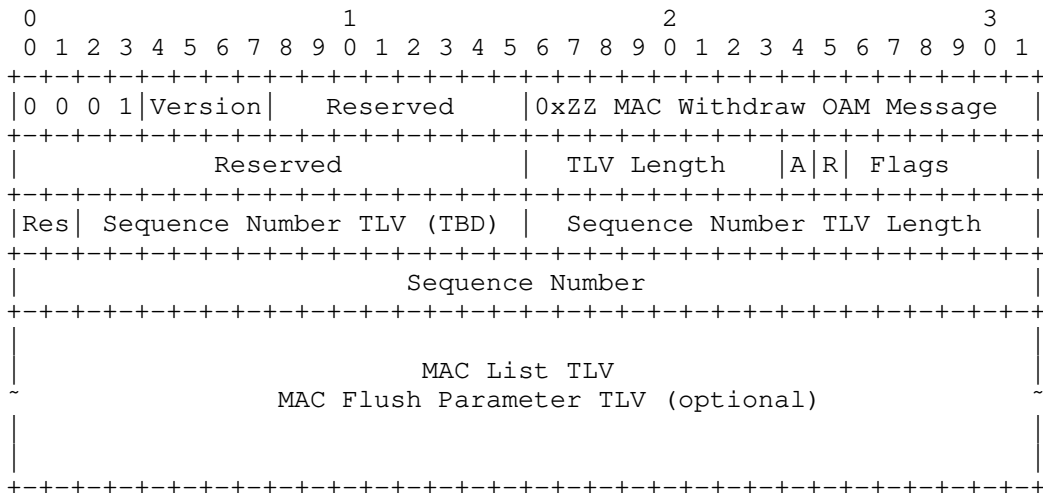 0                   1                   2                   3
 0 1 2 3 4 5 6 7 8 9 0 1 2 3 4 5 6 7 8 9 0 1 2 3 4 5 6 7 8 9 0 1
+-+-+-+-+-+-+-+-+-+-+-+-+-+-+-+-+-+-+-+-+-+-+-+-+-+-+-+-+-+-+-+-+
|0 0 0 1|Version|   Reserved    |0xZZ MAC Withdraw OAM Message  |
+-+-+-+-+-+-+-+-+-+-+-+-+-+-+-+-+-+-+-+-+-+-+-+-+-+-+-+-+-+-+-+-+
|            Reserved           |  TLV Length   |A|R| Flags     |
+-+-+-+-+-+-+-+-+-+-+-+-+-+-+-+-+-+-+-+-+-+-+-+-+-+-+-+-+-+-+-+-+
|Res| Sequence Number TLV (TBD) |  Sequence Number TLV Length   |
+-+-+-+-+-+-+-+-+-+-+-+-+-+-+-+-+-+-+-+-+-+-+-+-+-+-+-+-+-+-+-+-+
|                        Sequence Number                        |
+-+-+-+-+-+-+-+-+-+-+-+-+-+-+-+-+-+-+-+-+-+-+-+-+-+-+-+-+-+-+-+-+
|                                                               |
|                         MAC List TLV                          |
~                MAC Flush Parameter TLV (optional)             ~
|                                                               |
|                                                               |
+-+-+-+-+-+-+-+-+-+-+-+-+-+-+-+-+-+-+-+-+-+-+-+-+-+-+-+-+-+-+-+-+